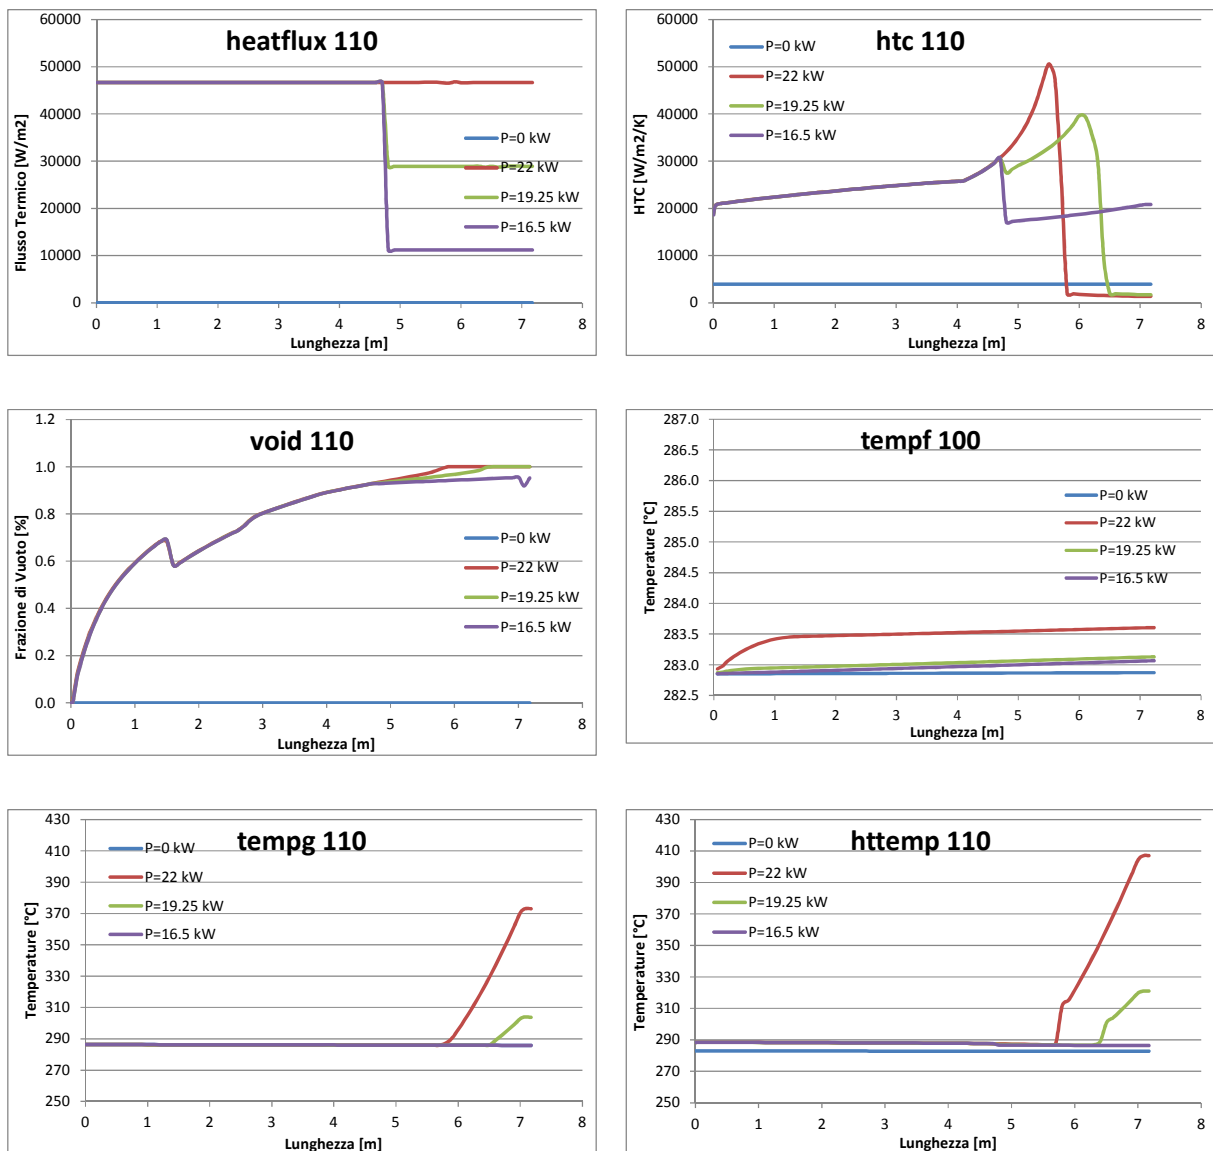 heatflux 110
60000
50000
40000
30000
20000
10000
0
Flusso Termico [W/m2]
P=0 kW
P=22 kW
P=19.25 kW
P=16.5 kW
0 1 2 3 4 5 6 7 8
Lunghezza [m]
htc 110
60000
50000
40000
30000
20000
10000
0
HTC [W/m2/K]
P=0 kW
P=22 kW
P=19.25 kW
P=16.5 kW
0 1 2 3 4 5 6 7 8
Lunghezza [m]
void 110
1.2
1.0
0.8
0.6
0.4
0.2
0.0
Frazione di Vuoto [%]
P=0 kW
P=22 kW
P=19.25 kW
P=16.5 kW
0 1 2 3 4 5 6 7 8
Lunghezza [m]
tempf 100
287.0
286.5
286.0
285.5
285.0
284.5
284.0
283.5
283.0
282.5
Temperature [°C]
P=0 kW
P=22 kW
P=19.25 kW
P=16.5 kW
0 1 2 3 4 5 6 7 8
Lunghezza [m]
tempg 110
430
410
390
370
350
330
310
290
270
250
Temperature [°C]
P=0 kW
P=22 kW
P=19.25 kW
P=16.5 kW
0 1 2 3 4 5 6 7 8
Lunghezza [m]
httemp 110
430
410
390
370
350
330
310
290
270
250
Temperature [°C]
P=0 kW
P=22 kW
P=19.25 kW
P=16.5 kW
0 1 2 3 4 5 6 7 8
Lunghezza [m]